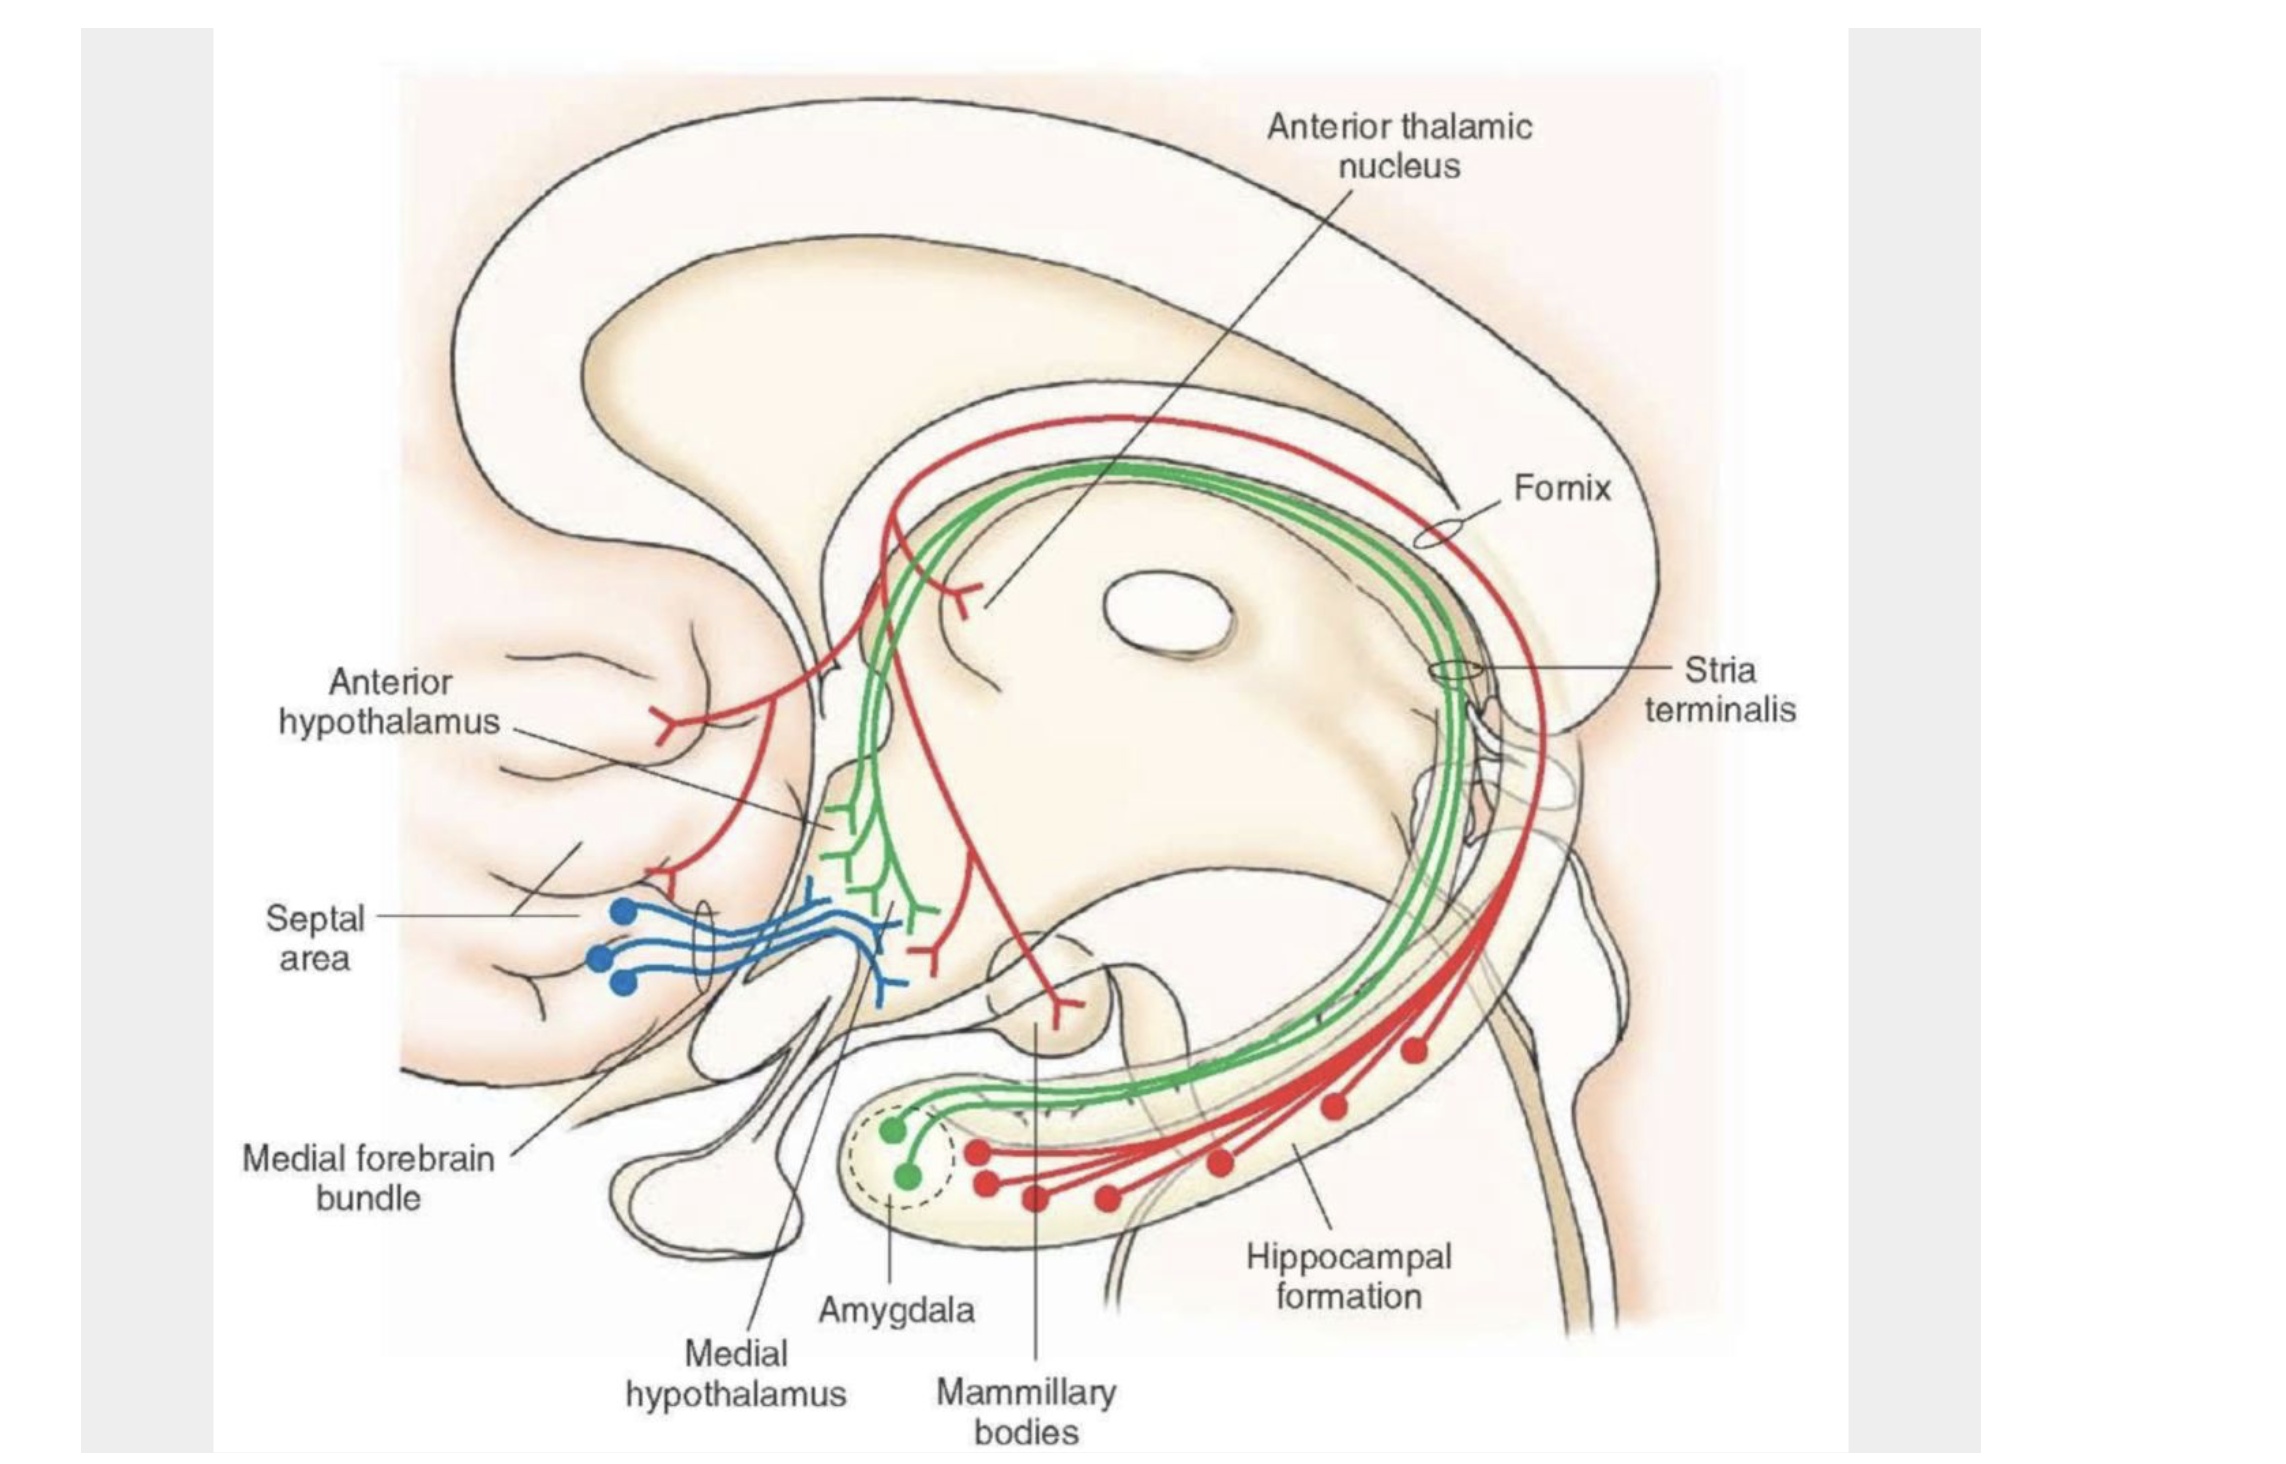 Anterior thalamic
nucleus
Fornix
Stria
terminalis
Anterior
hypothalamus
Septal
area
Medial forebrain
bundle
Hippocampal
formation
Amygdala
Medial
hypothalamus
Mammillary
bodies